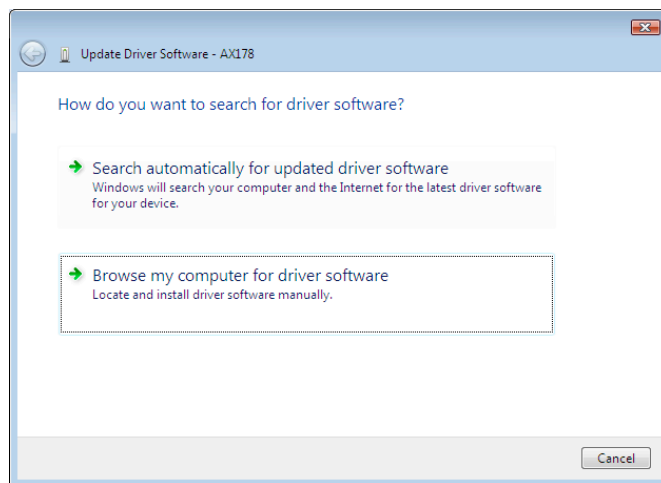 Update Driver Software - AX178
How do you want to search for driver software?
Search automatically for updated driver software
Windows will search your computer and the Internet for the latest driver software
for your device.
Browse my computer for driver software
Locate and install driver software manually.
Cancel